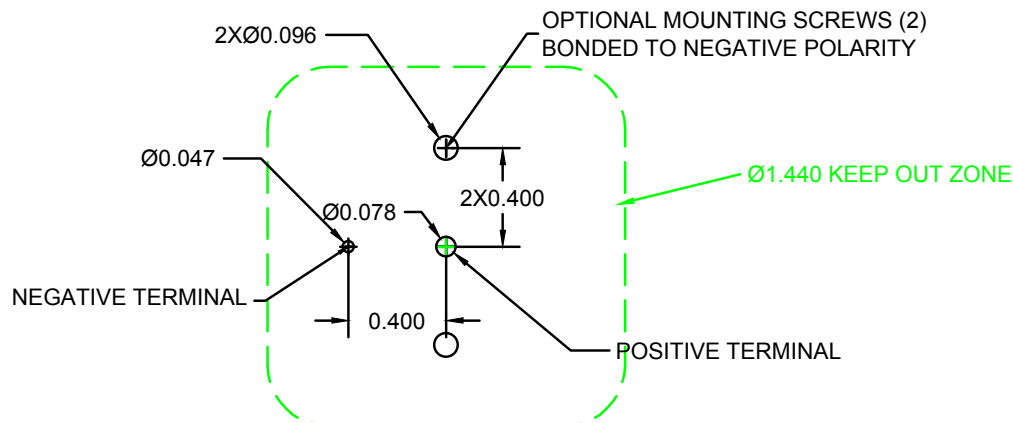 OPTIONAL MOUNTING SCREWS (2)
BONDED TO NEGATIVE POLARITY
2XØ0.096
Ø0.047
Ø1.440 KEEP OUT ZONE
2X0.400
Ø0.078
NEGATIVE TERMINAL
0.400
POSITIVE TERMINAL